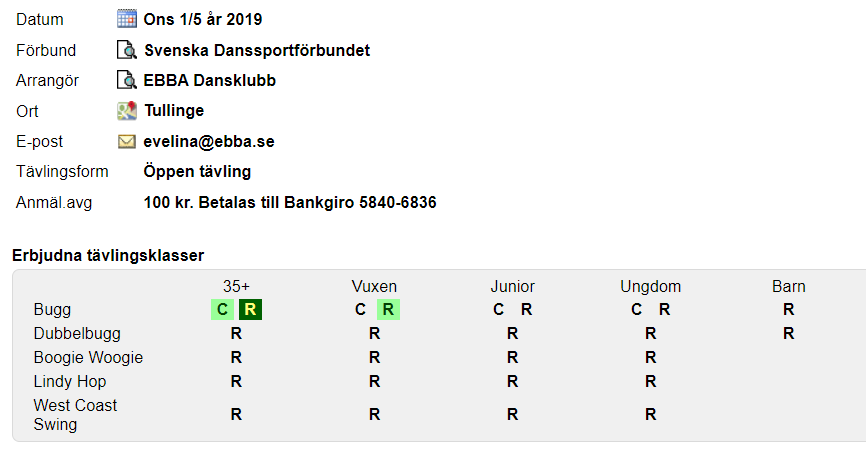 Datum Ons 1/5 år 2019
Förbund Svenska Danssportförbundet
Arrangör EBBA Dansklubb
Ort Tullinge
E-post evelina@ebba.se
Tävlingsform Öppen tävling
Anmäl.avg 100 kr. Betalas till Bankgiro 5840-6836
Erbjudna tävlingsklasser
35+ Vuxen Junior Ungdom Barn
Bugg C R C R C R C R R
Dubbelbugg R R R R R
Boogie Woogie R R R R
Lindy Hop R R R R
West Coast
Swing R R R R